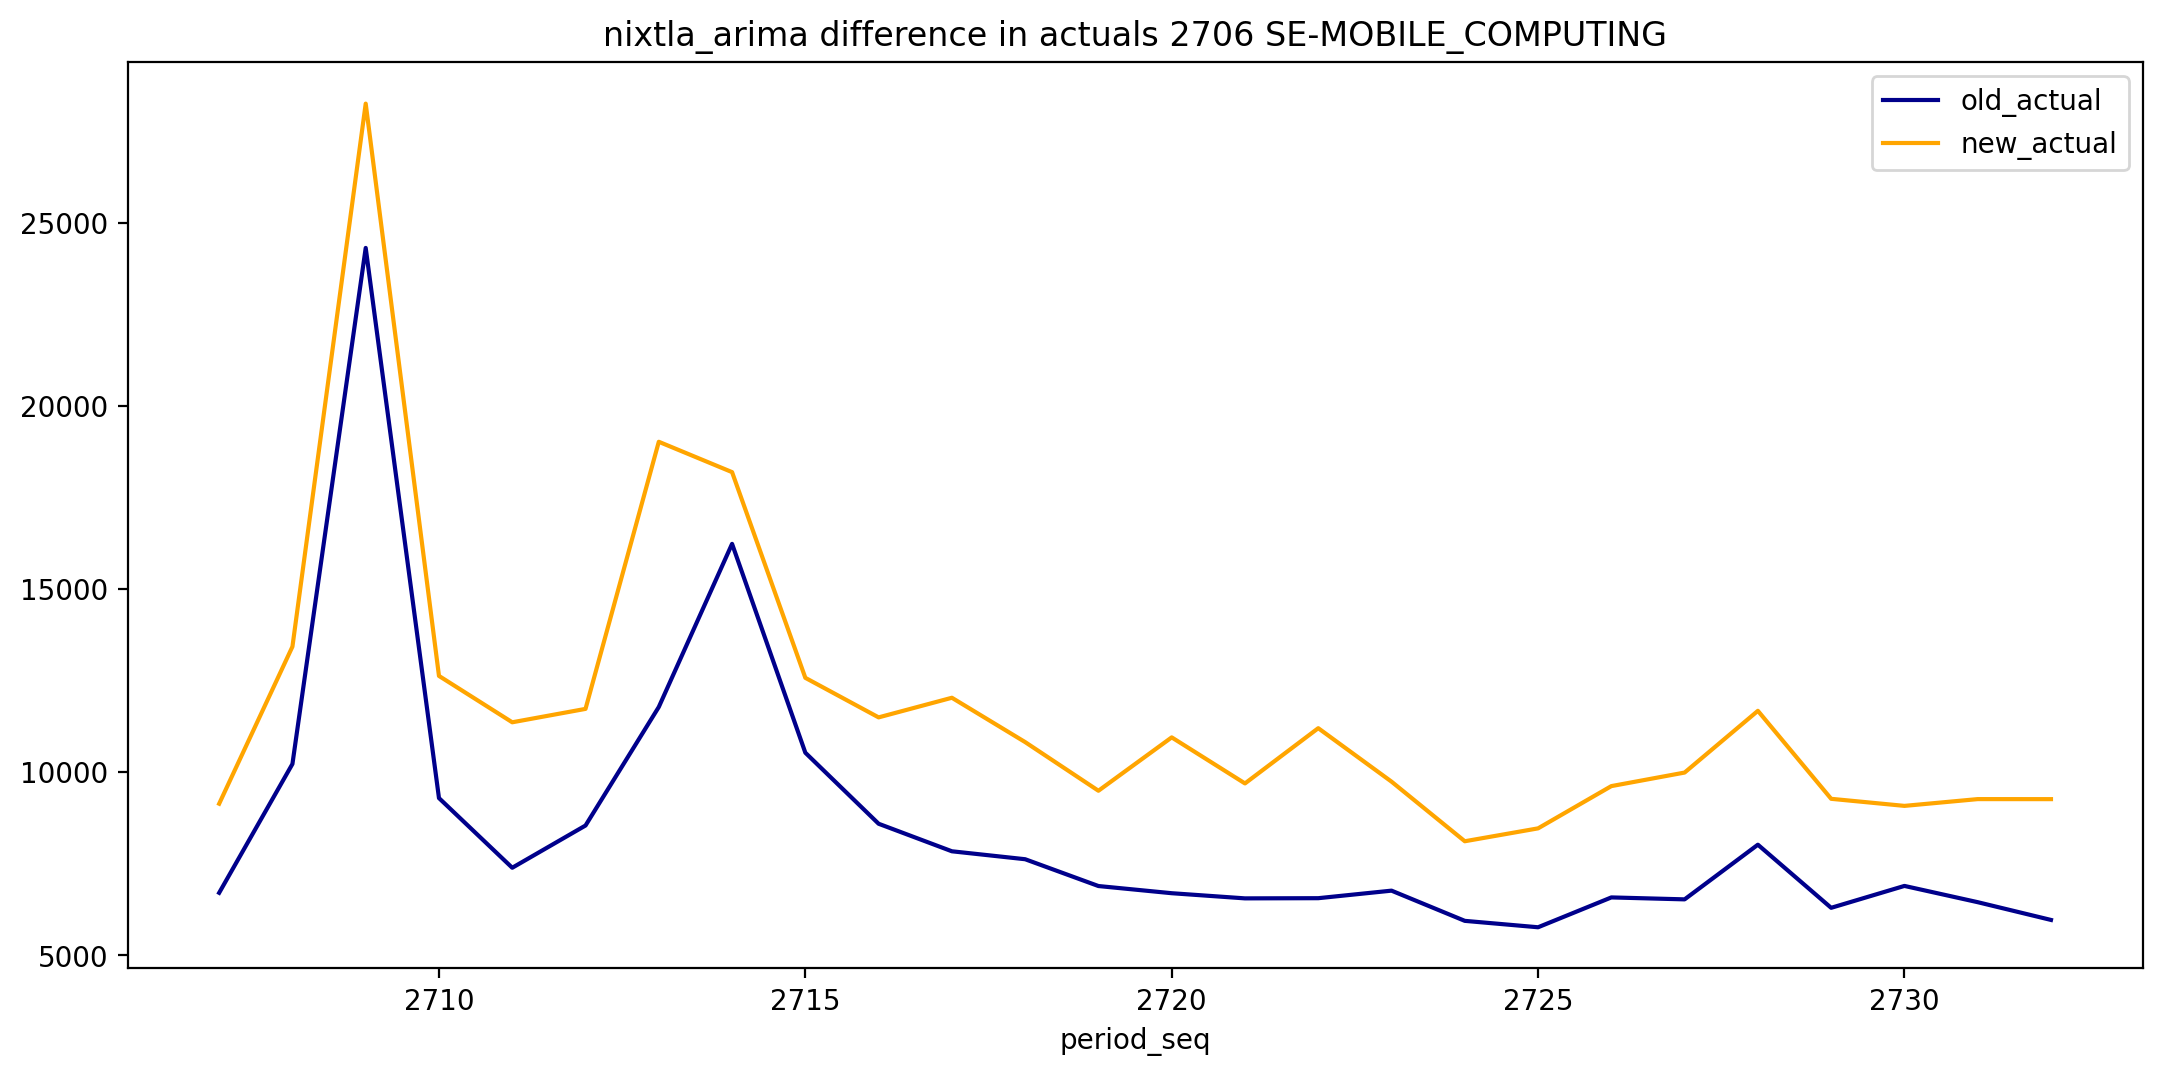 nixtla_arima difference in actuals 2706 SE-MOBILE_COMPUTING
old_actual
new_actual
25000
20000
15000
10000
5000
2710 2715 2720 2725 2730
period_seq